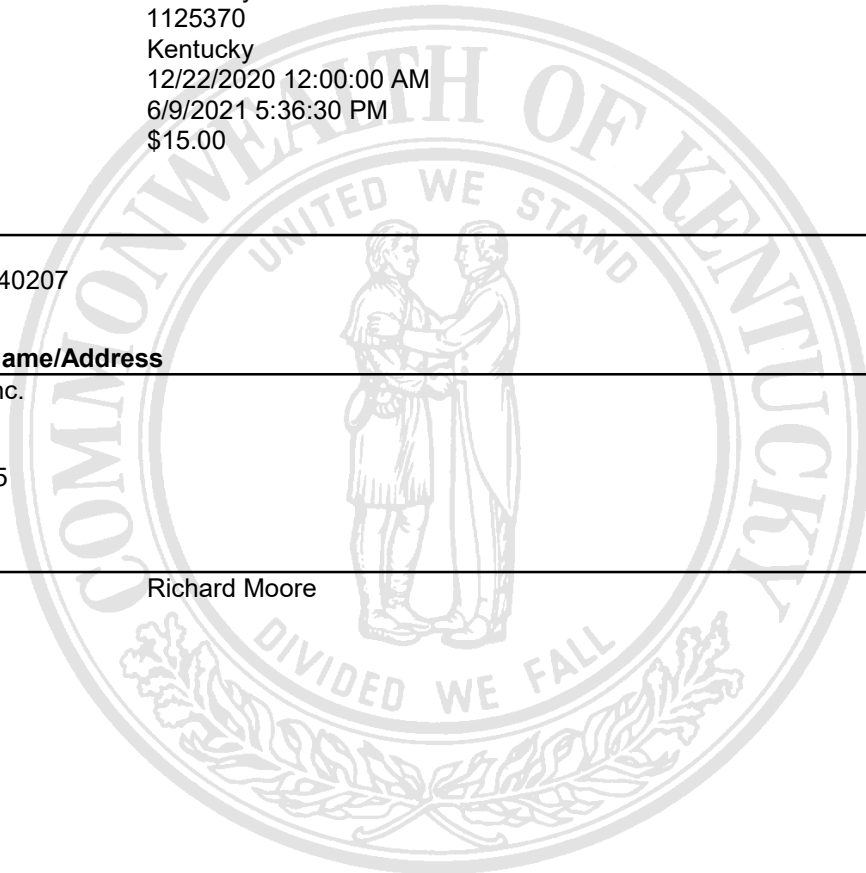 1125370
Kentucky
12/22/2020 12:00:00 AM
6/9/2021 5:36:30 PM
$15.00
40207
ame/Address
nc.
5
Richard Moore
COMMONWEALTH OF KENTUCKY
UNITED WE STAND
DIVIDED WE FALL